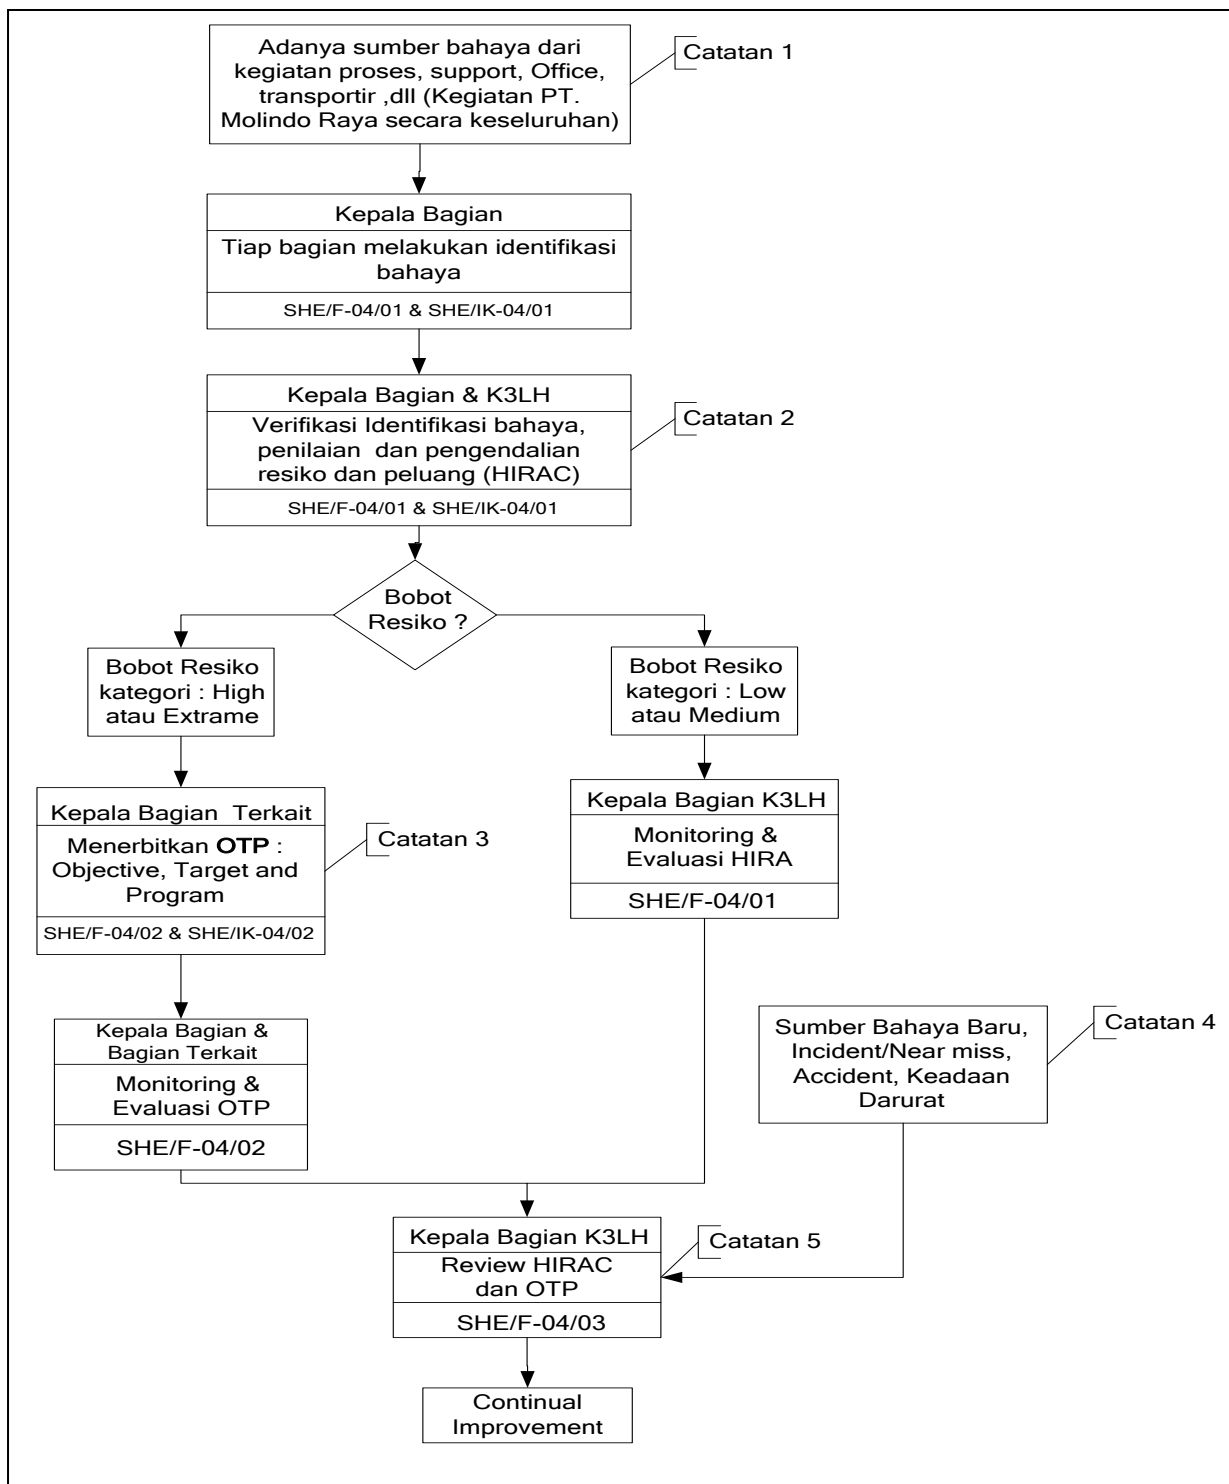 Adanya sumber bahaya dari
kegiatan proses, support, Office,
transportir ,dll (Kegiatan PT.
Molindo Raya secara keseluruhan)
Catatan 1
Kepala Bagian
Tiap bagian melakukan identifikasi
bahaya
SHE/F-04/01 & SHE/IK-04/01
Kepala Bagian & K3LH
Verifikasi Identifikasi bahaya,
penilaian dan pengendalian
resiko dan peluang (HIRAC)
SHE/F-04/01 & SHE/IK-04/01
Catatan 2
Bobot
Resiko ?
Bobot Resiko
kategori : High
atau Extrame
Bobot Resiko
kategori : Low
atau Medium
Kepala Bagian Terkait
Menerbitkan OTP :
Objective, Target and
Program
SHE/F-04/02 & SHE/IK-04/02
Catatan 3
Kepala Bagian K3LH
Monitoring &
Evaluasi HIRA
SHE/F-04/01
Kepala Bagian &
Bagian Terkait
Monitoring &
Evaluasi OTP
SHE/F-04/02
Sumber Bahaya Baru,
Incident/Near miss,
Accident, Keadaan
Darurat
Catatan 4
Kepala Bagian K3LH
Review HIRAC
dan OTP
SHE/F-04/03
Catatan 5
Continual
Improvement